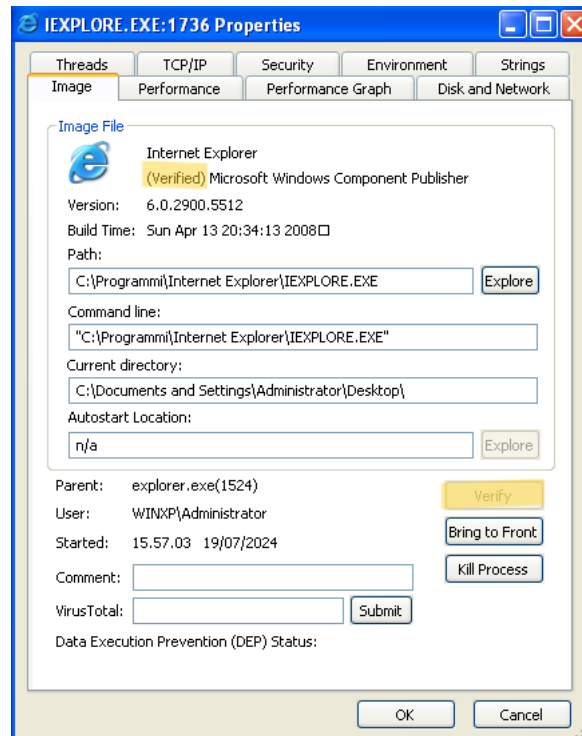 IEXPLORE.EXE:1736 Properties
Threads TCP/IP Security Environment Strings
Image Performance Performance Graph Disk and Network
Image File
Internet Explorer
(Verified) Microsoft Windows Component Publisher
Version: 6.0.2900.5512
Build Time: Sun Apr 13 20:34:13 2008□
Path:
C:\Programmi\Internet Explorer\IEXPLORE.EXE Explore
Command line:
"C:\Programmi\Internet Explorer\IEXPLORE.EXE"
Current directory:
C:\Documents and Settings\Administrator\Desktop\
Autostart Location:
n/a Explore
Parent: explorer.exe(1524)
Verify
User: WINXP\Administrator
Bring to Front
Started: 15.57.03 19/07/2024
Kill Process
Comment:
VirusTotal: Submit
Data Execution Prevention (DEP) Status:
OK Cancel